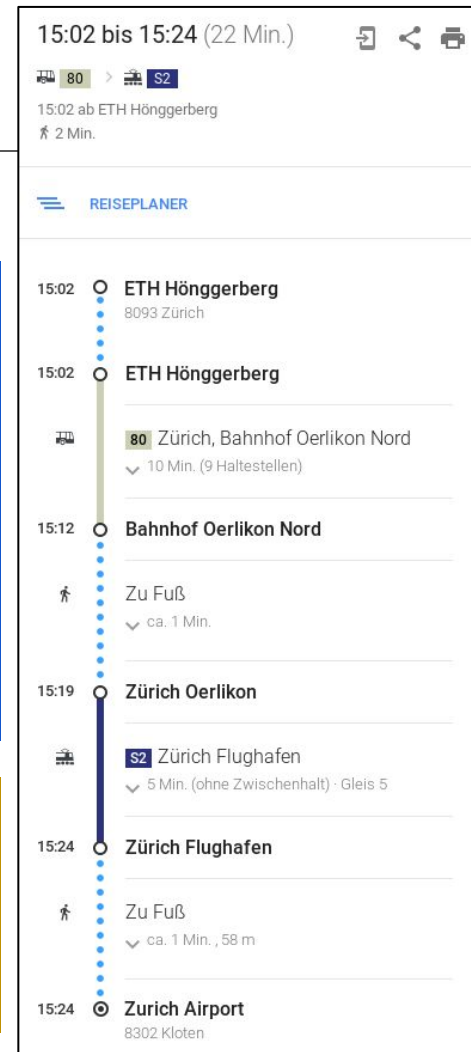 15:02 bis 15:24 (22 Min.)
80 > S2
15:02 ab ETH Hönggerberg
2 Min.
REISEPLANER
15:02 ETH Hönggerberg
8093 Zürich
15:02 ETH Hönggerberg
80 Zürich, Bahnhof Oerlikon Nord
10 Min. (9 Haltestellen)
15:12 Bahnhof Oerlikon Nord
Zu Fuß
ca. 1 Min.
15:19 Zürich Oerlikon
S2 Zürich Flughafen
5 Min. (ohne Zwischenhalt) · Gleis 5
15:24 Zürich Flughafen
Zu Fuß
ca. 1 Min. , 58 m
15:24 Zurich Airport
8302 Kloten